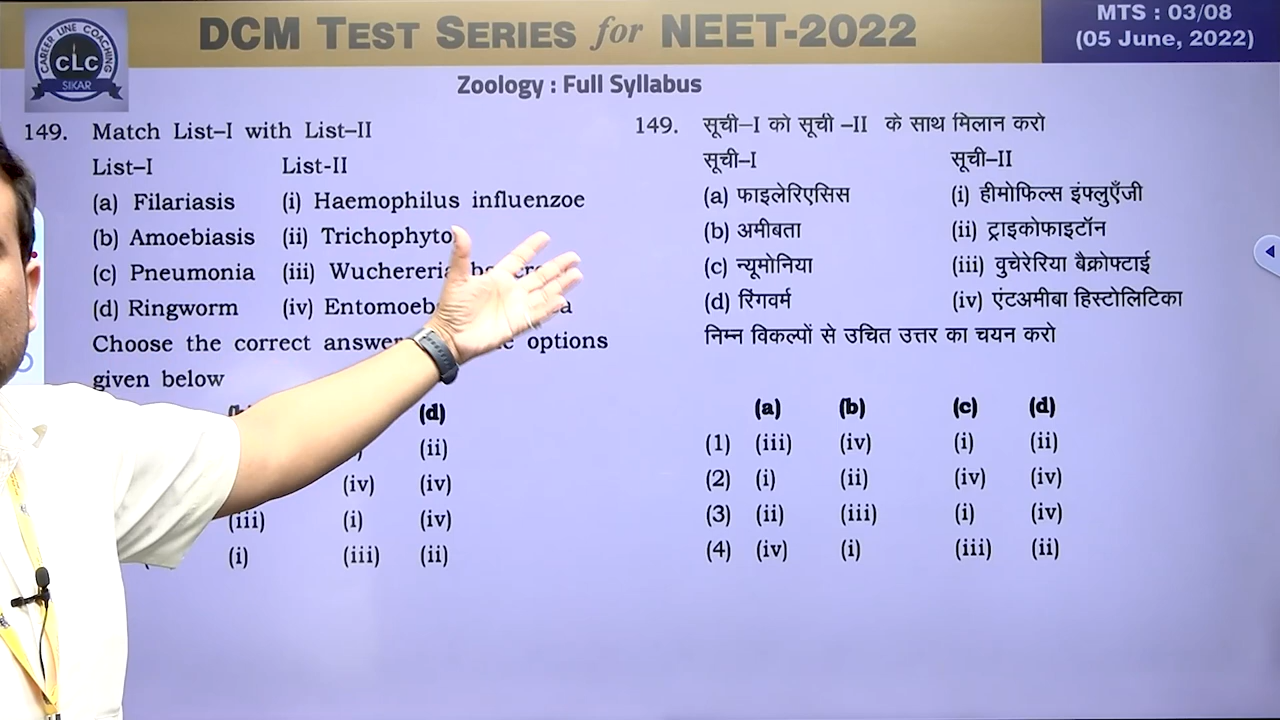 CAREER LINE COACHING
CLC
SIKAR
DCM TEST SERIES for NEET-2022
MTS : 03/08
(05 June, 2022)
Zoology : Full Syllabus
149. Match List–I with List–II
List–I List-II
(a) Filariasis (i) Haemophilus influenzoe
(b) Amoebiasis (ii) Trichophyto
(c) Pneumonia (iii) Wuchereria
(d) Ringworm (iv)
Choose the correct answer options
given below
(d)
(ii)
(iv) (iv)
(iii) (i) (iv)
(i) (iii) (ii)
149. सूची–I को सूची –II के साथ मिलान करो
सूची–I सूची–II
(a) फाइलेरिएसिस (i) हीमोफिल्स इंफ्लुएँजी
(b) अमीबता (ii) ट्राइकोफाइटॉन
(c) न्यूमोनिया (iii) वुचेरेरिया बैक्रोफ्टाई
(d) रिंगवर्म (iv) एंटअमीबा हिस्टोलिटिका
निम्न विकल्पों से उचित उत्तर का चयन करो
(a) (b) (c) (d)
(1) (iii) (iv) (i) (ii)
(2) (i) (ii) (iv) (iv)
(3) (ii) (iii) (i) (iv)
(4) (iv) (i) (iii) (ii)